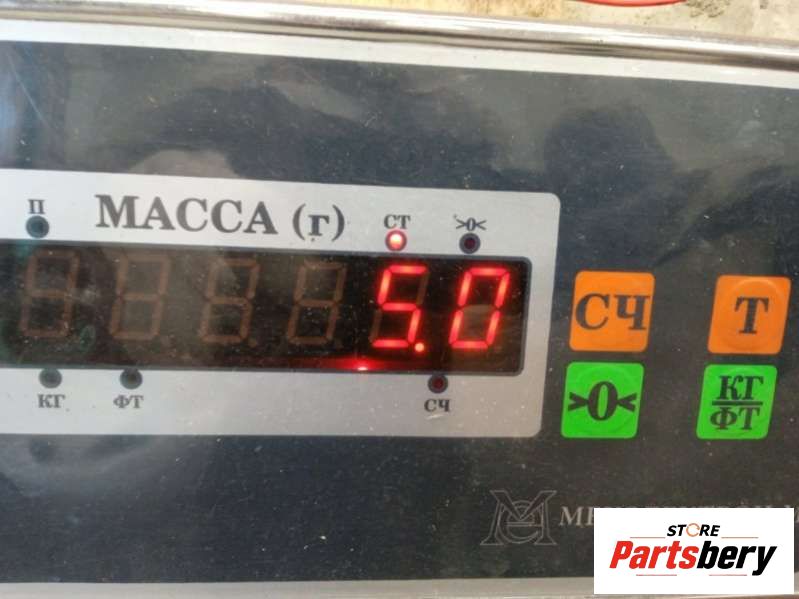 П МАССА (г) СТ >0<
5.0
СЧ Т
КГ ФТ СЧ
>0< КГ/ФТ
STORE
Partsbery